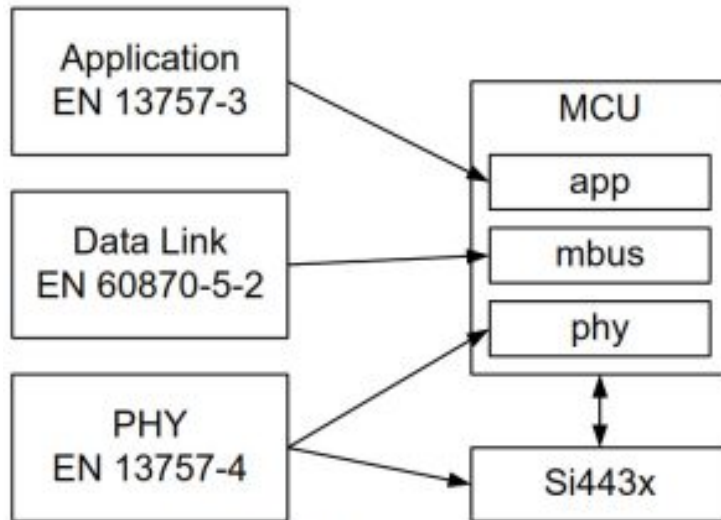 Application
EN 13757-3
Data Link
EN 60870-5-2
PHY
EN 13757-4
MCU
app
mbus
phy
Si443x